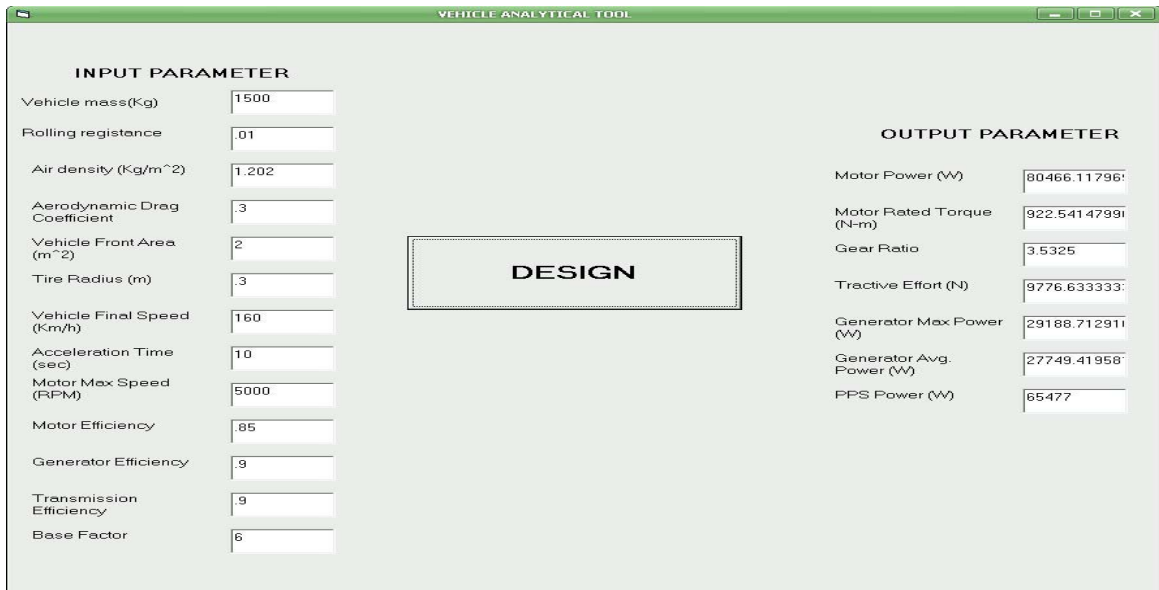 VEHICLE ANALYTICAL TOOL
INPUT PARAMETER
Vehicle mass(Kg) 1500
Rolling registance .01
Air density (Kg/m^2) 1.202
Aerodynamic Drag
Coefficient .3
Vehicle Front Area
(m^2) 2
Tire Radius (m) .3
Vehicle Final Speed
(Km/h) 160
Acceleration Time
(sec) 10
Motor Max Speed
(RPM) 5000
Motor Efficiency .85
Generator Efficiency .9
Transmission
Efficiency .9
Base Factor 6
DESIGN
OUTPUT PARAMETER
Motor Power (W) 80466.11796
Motor Rated Torque
(N-m) 922.5414799
Gear Ratio 3.5325
Tractive Effort (N) 9776.633333
Generator Max Power
(W) 29188.71291
Generator Avg.
Power (W) 27749.41958
PPS Power (W) 65477